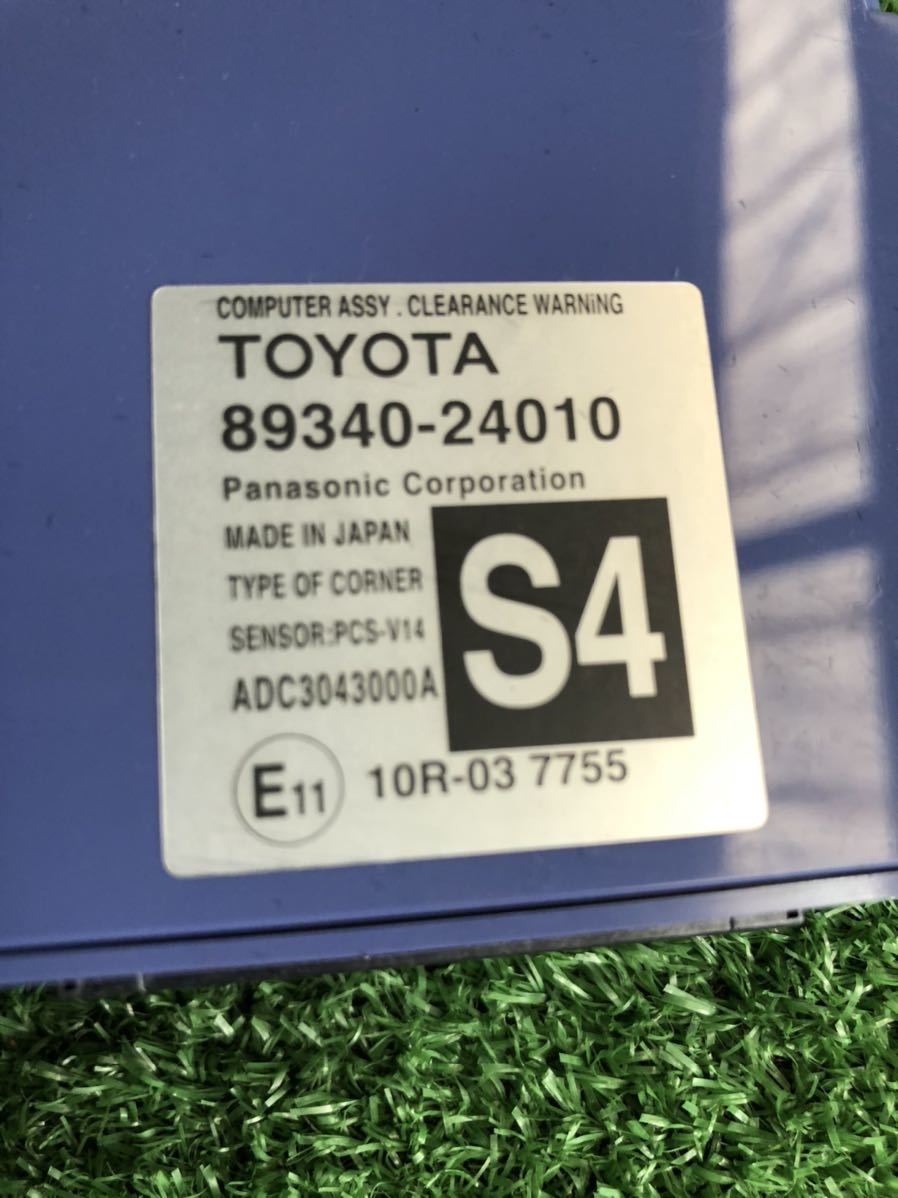 COMPUTER ASSY . CLEARANCE WARNiNG
TOYOTA
89340-24010
Panasonic Corporation
MADE IN JAPAN
TYPE OF CORNER
SENSOR:PCS-V14
ADC3043000A
S4
E11 10R-03 7755